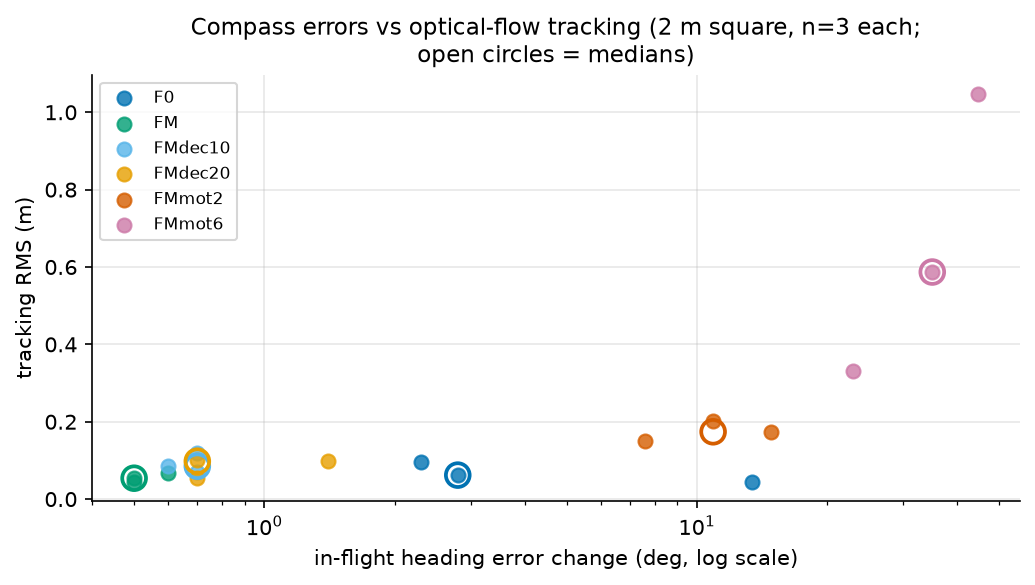 Compass errors vs optical-flow tracking (2 m square, n=3 each;
open circles = medians)
F0
FM
FMdec10
FMdec20
FMmot2
FMmot6
tracking RMS (m)
1.0
0.8
0.6
0.4
0.2
0.0
10⁰
10¹
in-flight heading error change (deg, log scale)